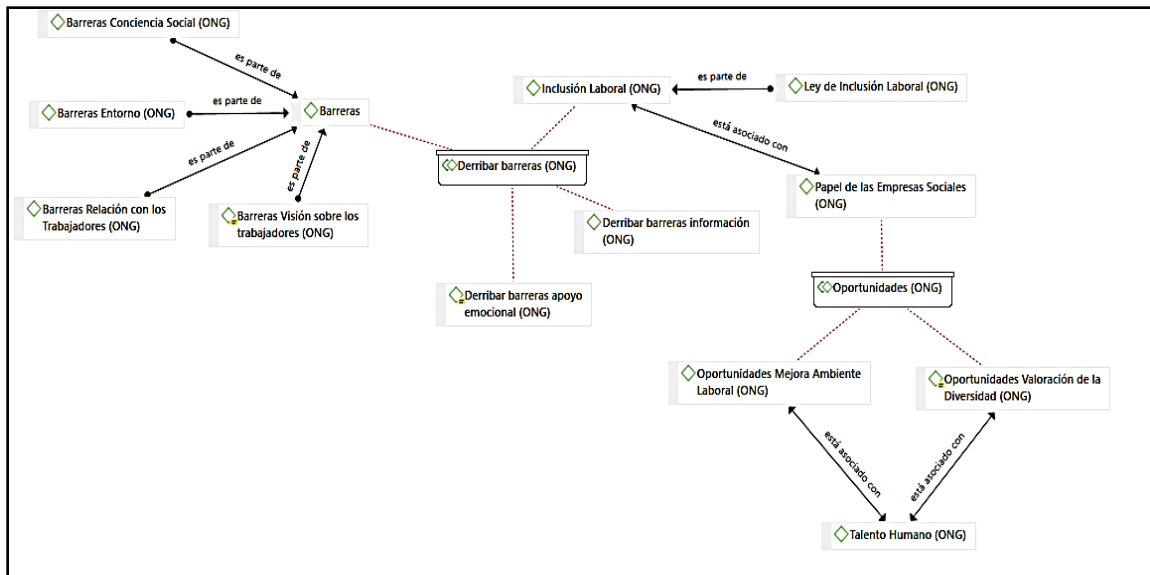 Barreras Conciencia Social (ONG)
es parte de
Barreras Entorno (ONG)
es parte de
Barreras
es parte de
es parte de
Barreras Relación con los
Trabajadores (ONG)
Barreras Visión sobre los
trabajadores (ONG)
Inclusión Laboral (ONG)
es parte de
Ley de Inclusión Laboral (ONG)
está asociado con
Derribar barreras (ONG)
Papel de las Empresas Sociales
(ONG)
Derribar barreras información
(ONG)
Derribar barreras apoyo
emocional (ONG)
Oportunidades (ONG)
Oportunidades Mejora Ambiente
Laboral (ONG)
Oportunidades Valoración de la
Diversidad (ONG)
está asociado con
está asociado con
Talento Humano (ONG)